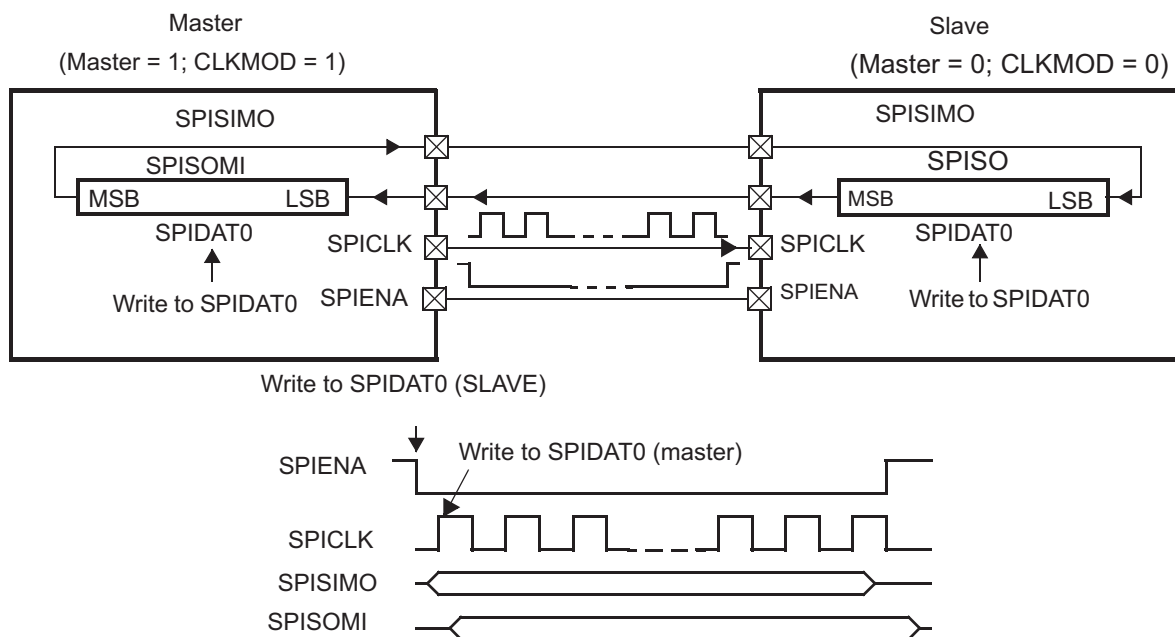 Master
(Master = 1; CLKMOD = 1)
Slave
(Master = 0; CLKMOD = 0)
SPISIMO
SPISIMO
SPISOMI
SPISO
MSB LSB
MSB LSB
SPIDAT0
SPICLK
SPICLK
SPIDAT0
Write to SPIDAT0
SPIENA
SPIENA
Write to SPIDAT0
Write to SPIDAT0 (SLAVE)
SPIENA
Write to SPIDAT0 (master)
SPICLK
SPISIMO
SPISOMI